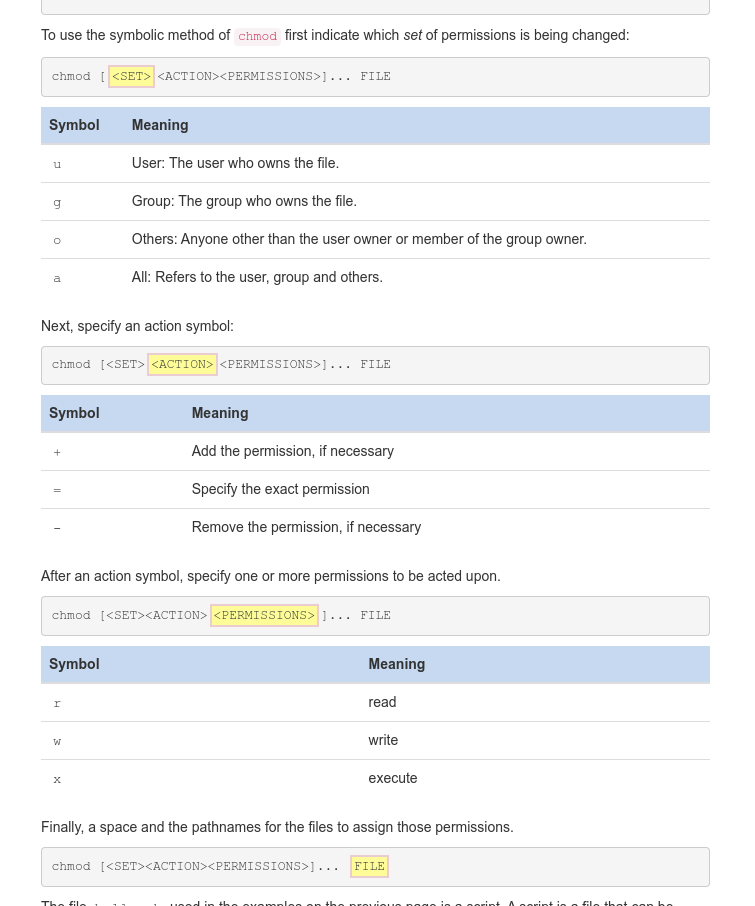 To use the symbolic method of chmod first indicate which set of permissions is being changed:
chmod [<SET><ACTION><PERMISSIONS>]... FILE
Symbol Meaning
u User: The user who owns the file.
g Group: The group who owns the file.
o Others: Anyone other than the user owner or member of the group owner.
a All: Refers to the user, group and others.
Next, specify an action symbol:
chmod [<SET><ACTION><PERMISSIONS>]... FILE
Symbol Meaning
+ Add the permission, if necessary
= Specify the exact permission
- Remove the permission, if necessary
After an action symbol, specify one or more permissions to be acted upon.
chmod [<SET><ACTION><PERMISSIONS>]... FILE
Symbol Meaning
r read
w write
x execute
Finally, a space and the pathnames for the files to assign those permissions.
chmod [<SET><ACTION><PERMISSIONS>]... FILE
The file used in the examples on the previous page is a script. A script is a file that can be